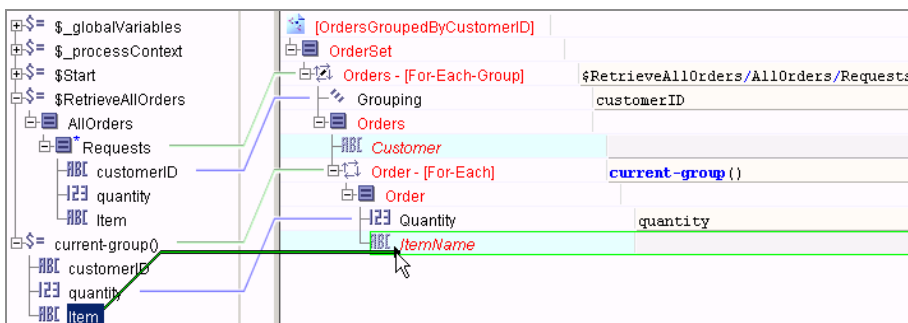 $_globalVariables
$_processContext
$Start
$RetrieveAllOrders
AllOrders
Requests
customerID
quantity
Item
current-group()
customerID
quantity
Item
[OrdersGroupedByCustomerID]
OrderSet
Orders - [For-Each-Group] $RetrieveAllOrders/AllOrders/Requests
Grouping customerID
Orders
Customer
Order - [For-Each] current-group()
Order
Quantity quantity
ItemName